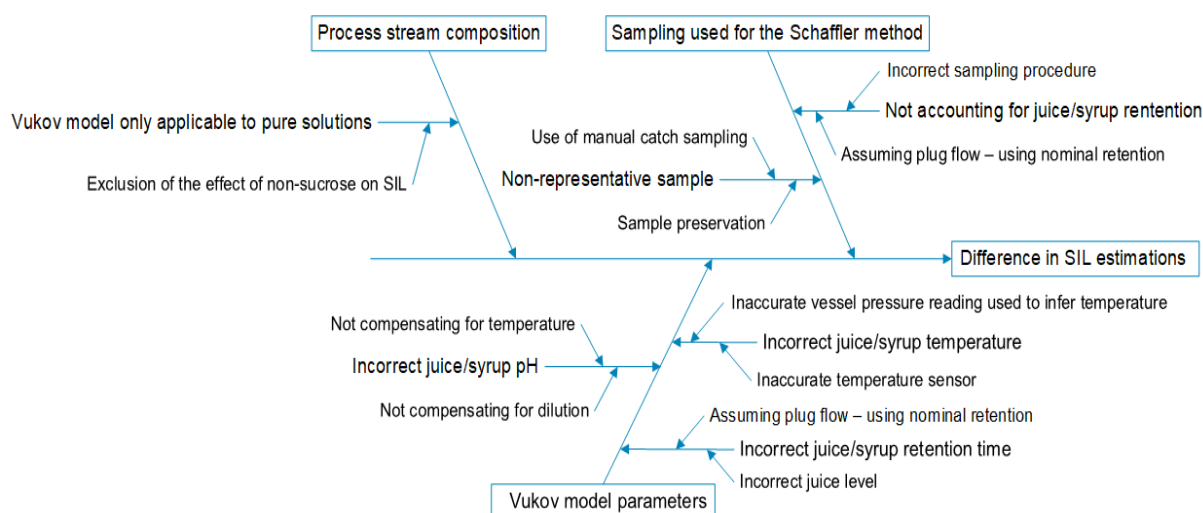 Process stream composition
Sampling used for the Schaffler method
Incorrect sampling procedure
Not accounting for juice/syrup rentention
Assuming plug flow – using nominal retention
Vukov model only applicable to pure solutions
Exclusion of the effect of non-sucrose on SIL
Use of manual catch sampling
Non-representative sample
Sample preservation
Difference in SIL estimations
Inaccurate vessel pressure reading used to infer temperature
Not compensating for temperature
Incorrect juice/syrup temperature
Incorrect juice/syrup pH
Inaccurate temperature sensor
Not compensating for dilution
Assuming plug flow – using nominal retention
Incorrect juice/syrup retention time
Incorrect juice level
Vukov model parameters